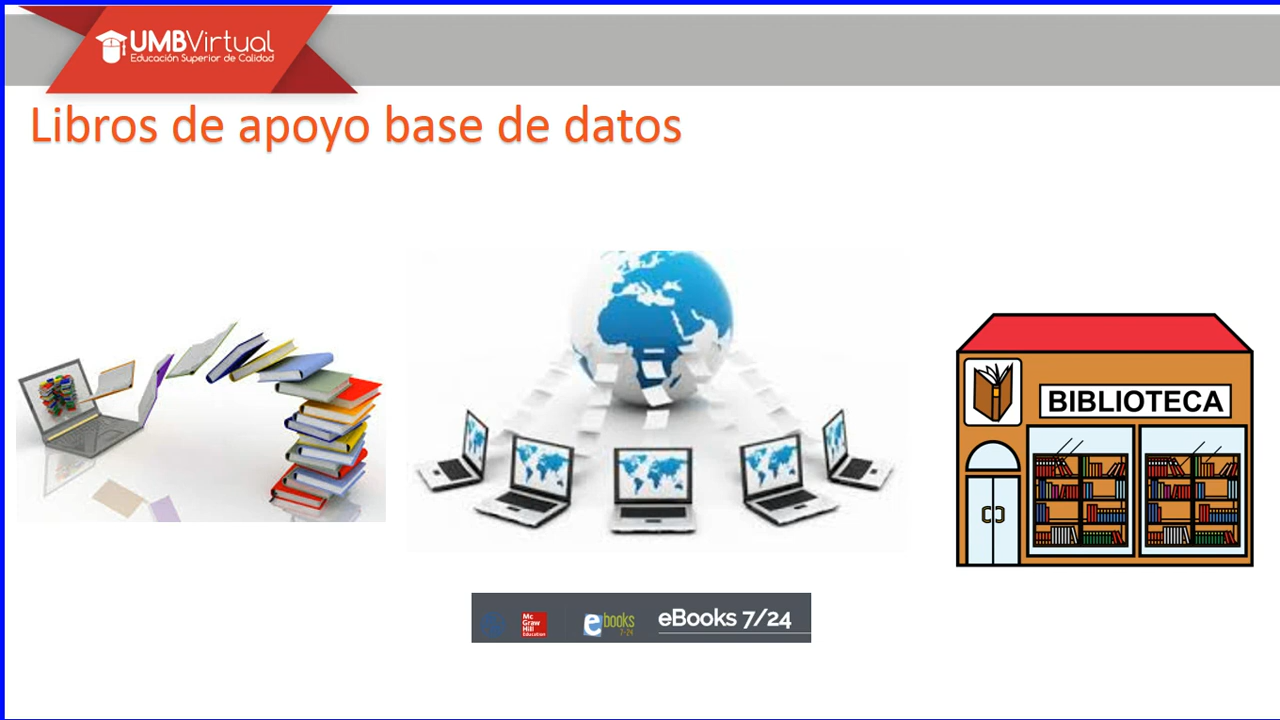 UMBVirtual
Educación Superior de Calidad
Libros de apoyo base de datos
BIBLIOTECA
Mc
Graw
Hill
Education
ebooks
7-24
eBooks 7/24